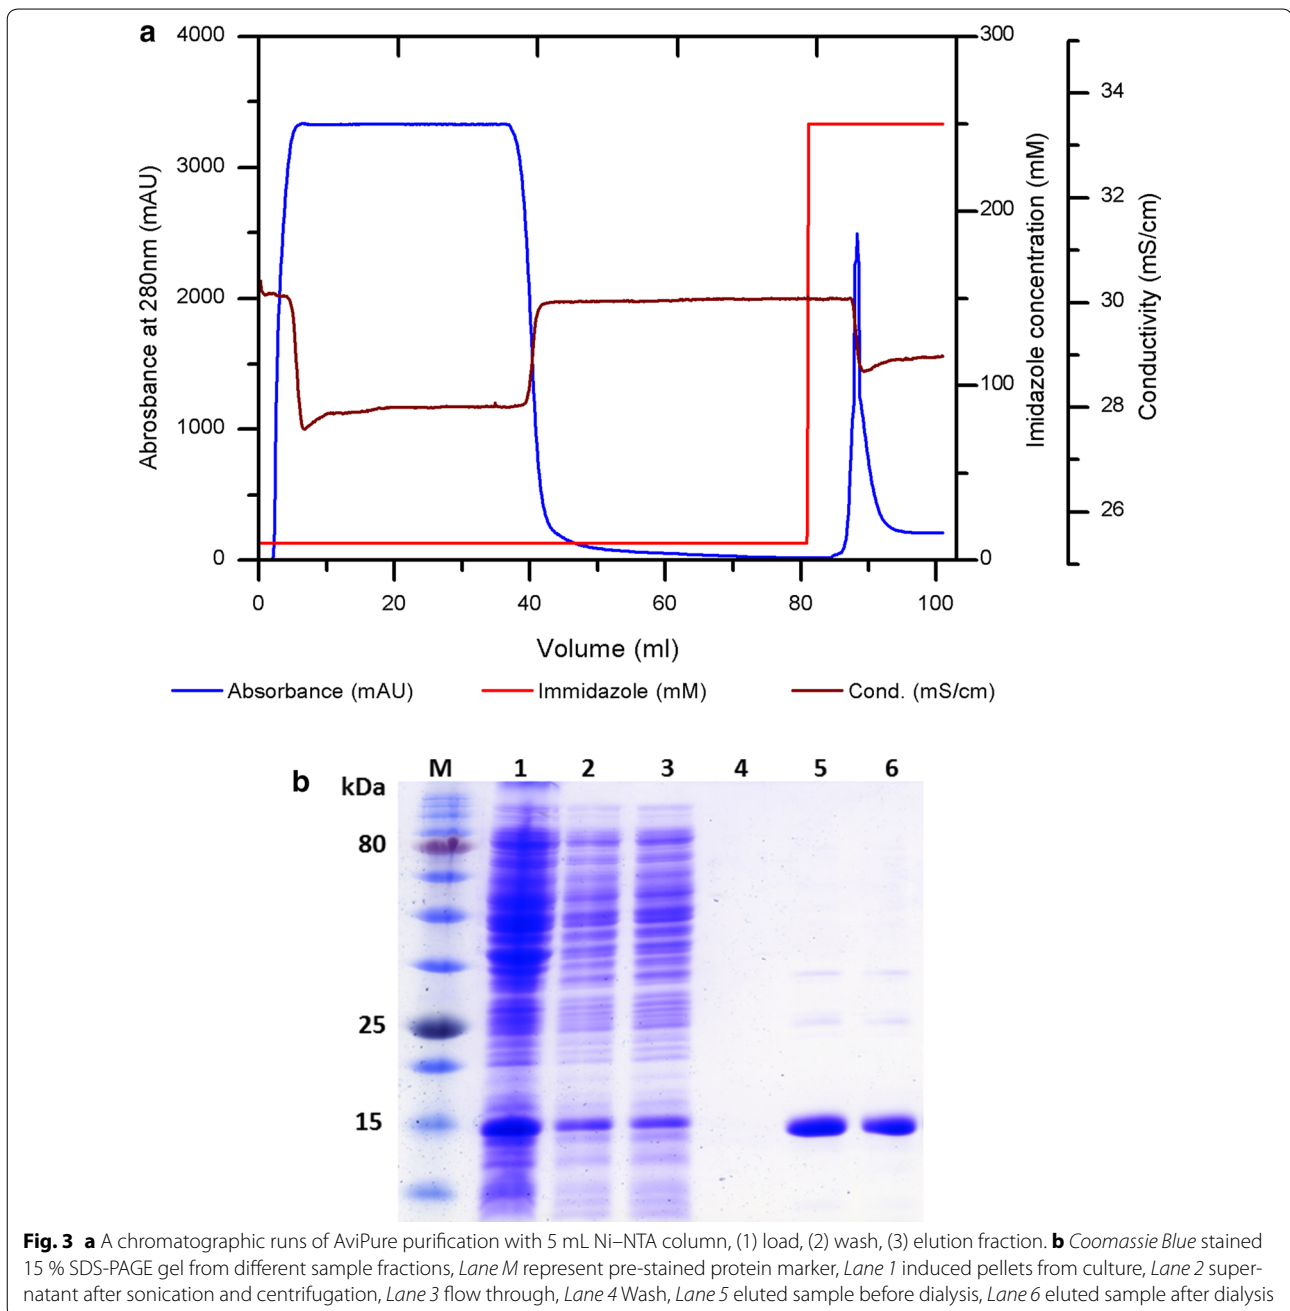 a
4000
3000
2000
1000
0
Abrosbance at 280nm (mAU)
300
200
100
0
Imidazole concentration (mM)
34
32
30
28
26
Conductivity (mS/cm)
0 20 40 60 80 100
Volume (ml)
Absorbance (mAU) Immidazole (mM) Cond. (mS/cm)
b
kDa M 1 2 3 4 5 6
80
25
15
Fig. 3 a A chromatographic runs of AviPure purification with 5 mL Ni–NTA column, (1) load, (2) wash, (3) elution fraction. b Coomassie Blue stained
15 % SDS-PAGE gel from different sample fractions, Lane M represent pre-stained protein marker, Lane 1 induced pellets from culture, Lane 2 super-
natant after sonication and centrifugation, Lane 3 flow through, Lane 4 Wash, Lane 5 eluted sample before dialysis, Lane 6 eluted sample after dialysis